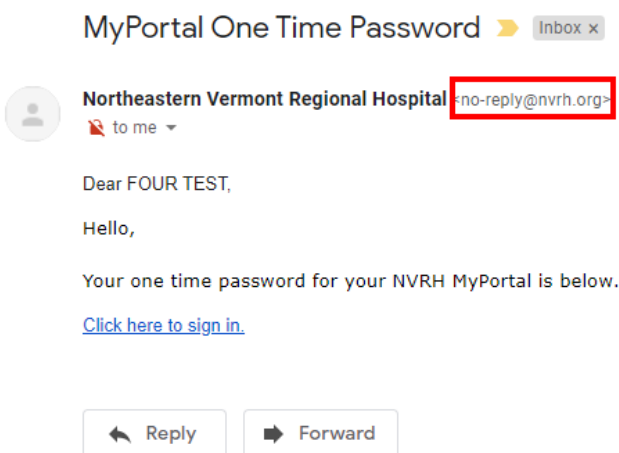 MyPortal One Time Password Inbox x
Northeastern Vermont Regional Hospital <no-reply@nvrh.org>
to me
Dear FOUR TEST,
Hello,
Your one time password for your NVRH MyPortal is below.
Click here to sign in.
Reply Forward